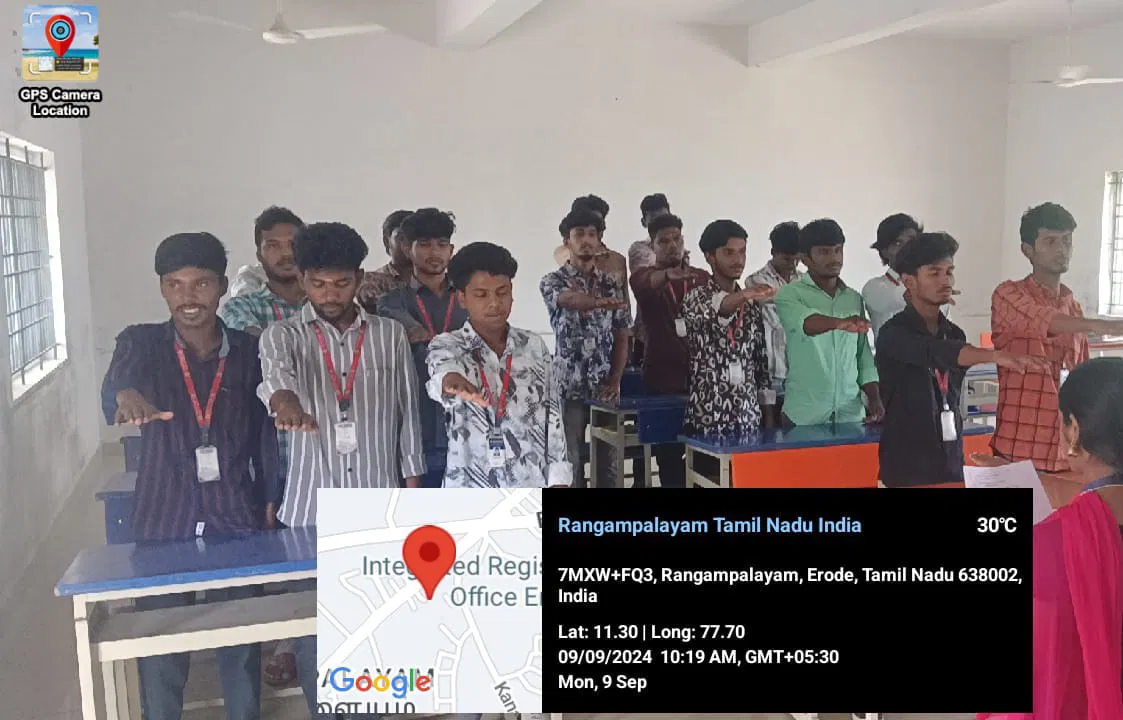 GPS Camera
Location
Rangampalayam Tamil Nadu India
30°C
7MXW+FQ3, Rangampalayam, Erode, Tamil Nadu 638002,
India
Lat: 11.30 | Long: 77.70
09/09/2024 10:19 AM, GMT+05:30
Mon, 9 Sep
Office
Google